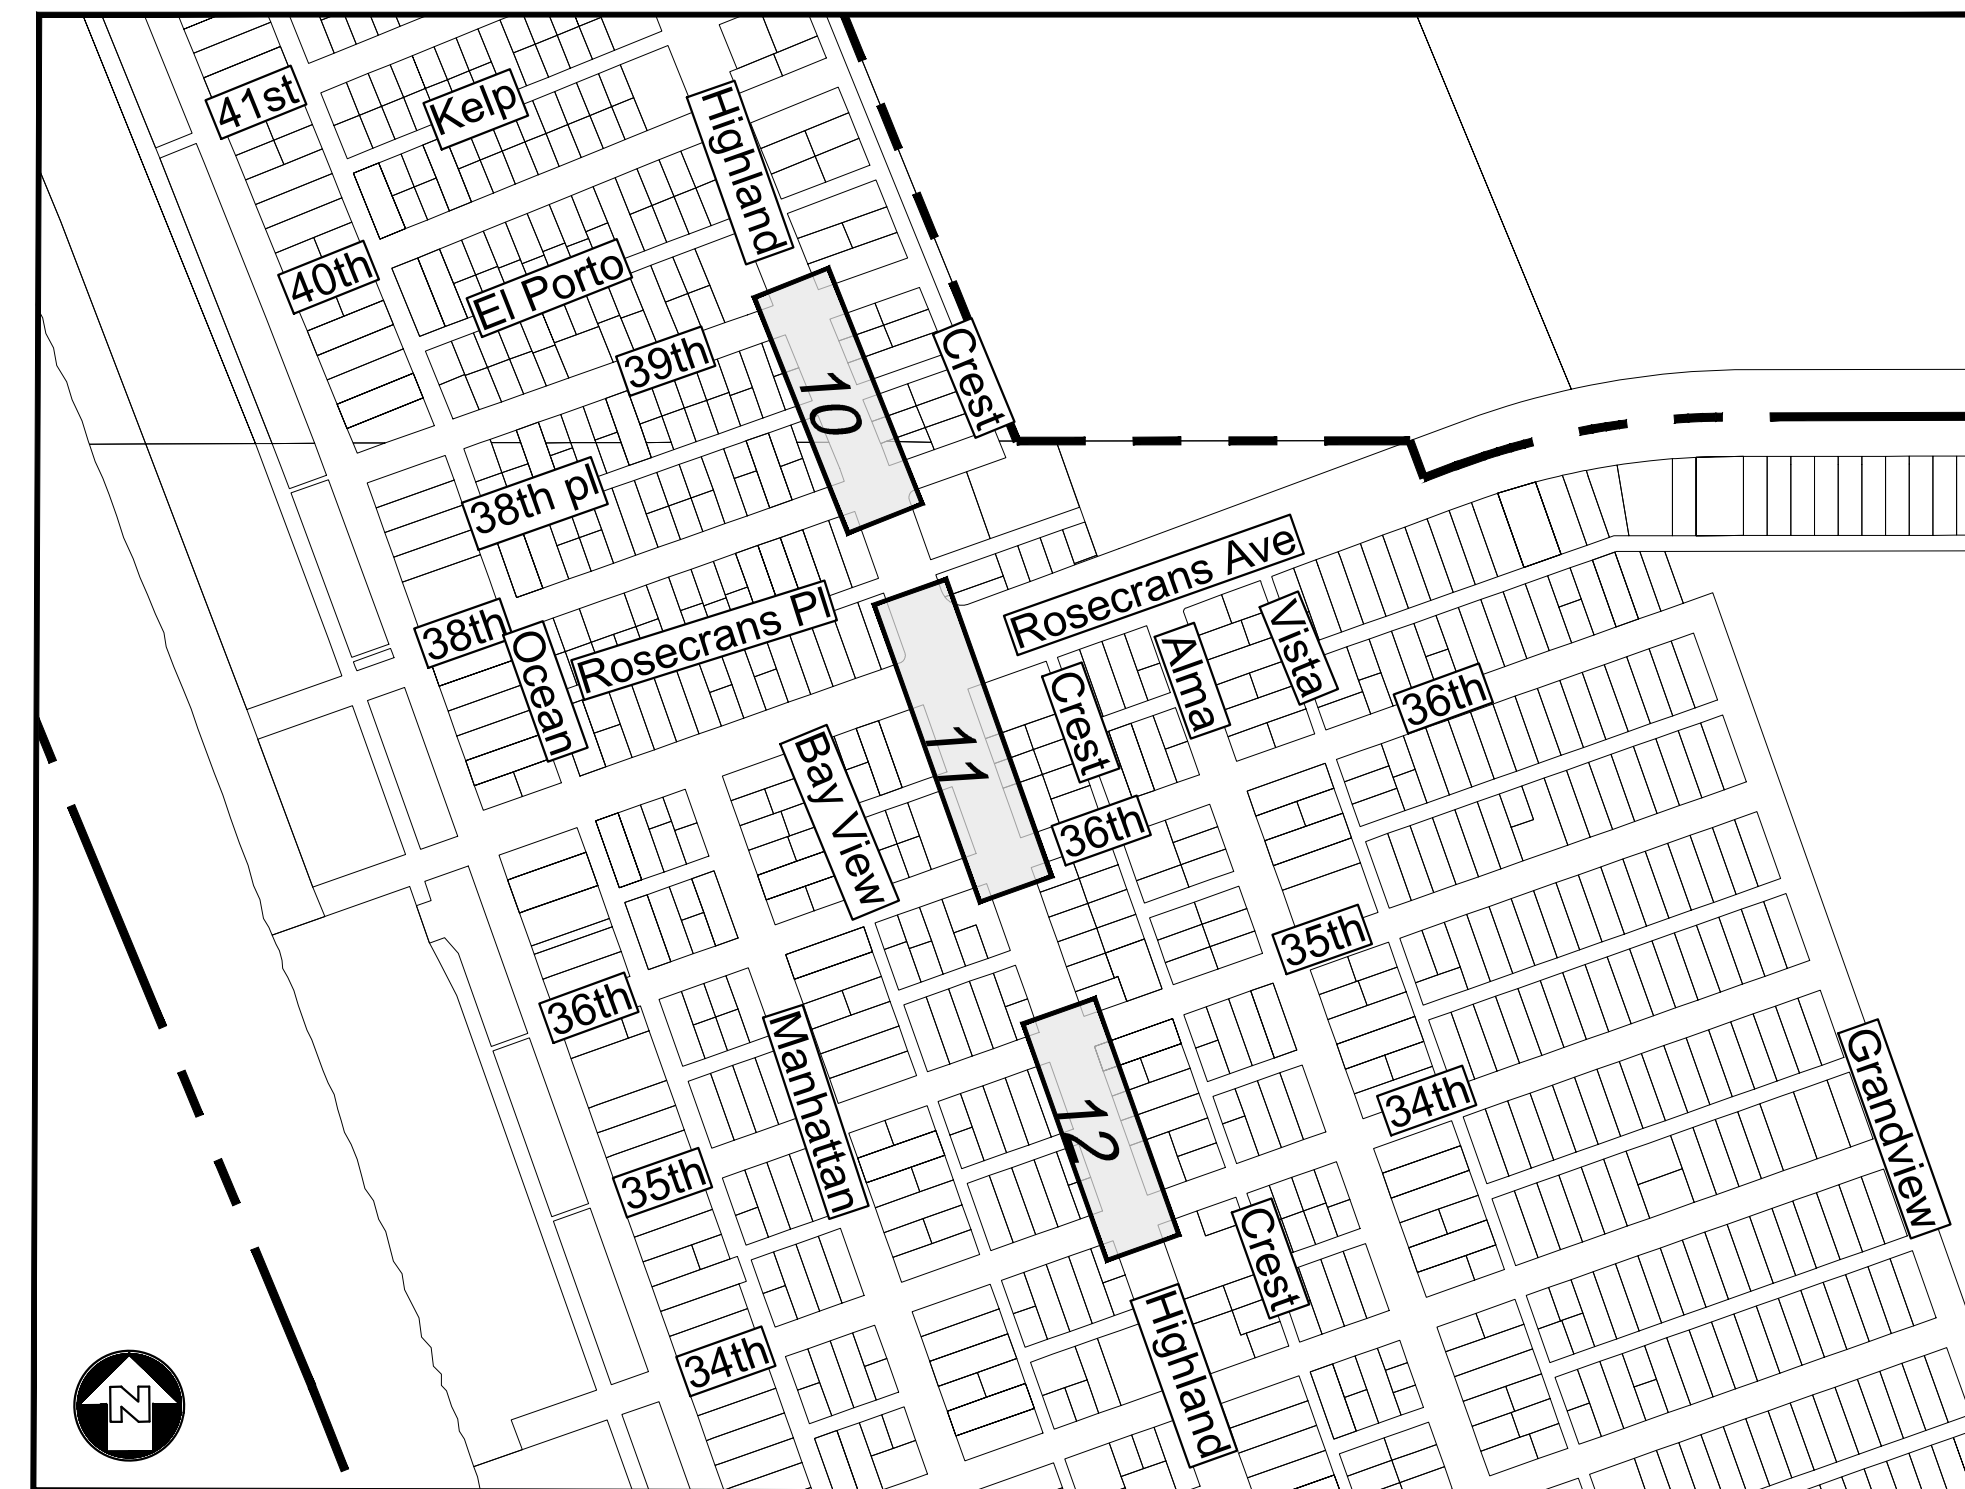 41st
Kelp
Highland
40th
El Porto
39th
Crest
10
38th pl
Rosecrans Ave
38th
Ocean
Rosecrans Pl
Vista
Alma
36th
Crest
11
Bay View
36th
35th
36th
Manhattan
Grandview
34th
12
35th
Crest
Highland
34th
N